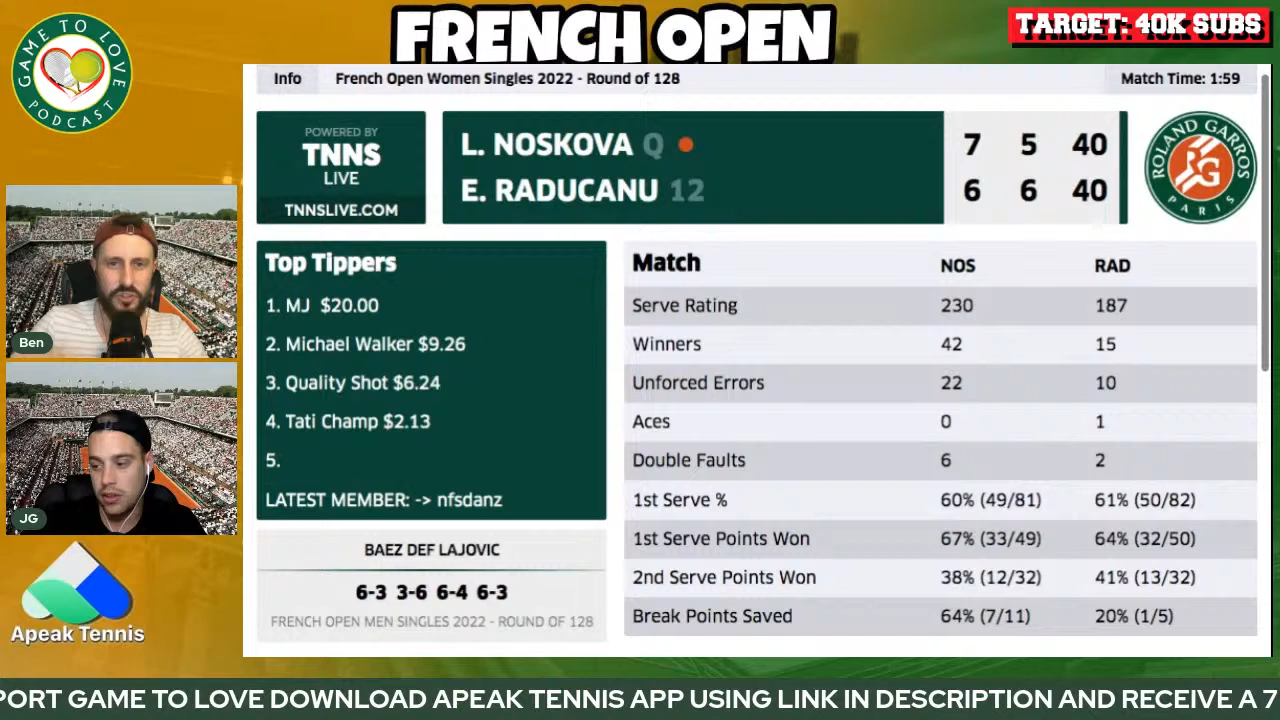 FRENCH OPEN
TARGET: 40K SUBS
GAME TO LOVE
PODCAST
Info French Open Women Singles 2022 - Round of 128 Match Time: 1:59
POWERED BY
TNNS
LIVE
TNNSLIVE.COM
L. NOSKOVA Q 7 5 40
E. RADUCANU 12 6 6 40
ROLAND GARROS
PARIS
Top Tippers
1. MJ $20.00
2. Michael Walker $9.26
3. Quality Shot $6.24
4. Tati Champ $2.13
5.
LATEST MEMBER: -> nfsdanz
BAEZ DEF LAJOVIC
6-3 3-6 6-4 6-3
FRENCH OPEN MEN SINGLES 2022 - ROUND OF 128
Match NOS RAD
Serve Rating 230 187
Winners 42 15
Unforced Errors 22 10
Aces 0 1
Double Faults 6 2
1st Serve % 60% (49/81) 61% (50/82)
1st Serve Points Won 67% (33/49) 64% (32/50)
2nd Serve Points Won 38% (12/32) 41% (13/32)
Break Points Saved 64% (7/11) 20% (1/5)
Ben
JG
Apeak Tennis
PORT GAME TO LOVE DOWNLOAD APEAK TENNIS APP USING LINK IN DESCRIPTION AND RECEIVE A 7